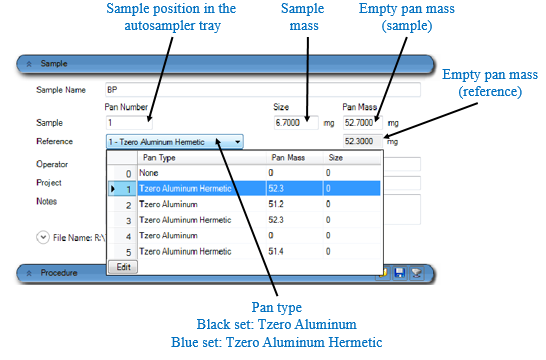 Sample position in the
autosampler tray
Sample
mass
Empty pan mass
(sample)
Empty pan mass
(reference)
Sample
Sample Name BP
Pan Number Size Pan Mass
Sample 1 6.7000 mg 52.7000 mg
Reference 1 - Tzero Aluminum Hermetic 52.3000 mg
Operator
Project
Notes
Pan Type Pan Mass Size
0 None 0 0
1 Tzero Aluminum Hermetic 52.3 0
2 Tzero Aluminum 51.2 0
3 Tzero Aluminum Hermetic 52.3 0
4 Tzero Aluminum 0 0
5 Tzero Aluminum Hermetic 51.4 0
Edit
File Name: R:\
Procedure
Pan type
Black set: Tzero Aluminum
Blue set: Tzero Aluminum Hermetic